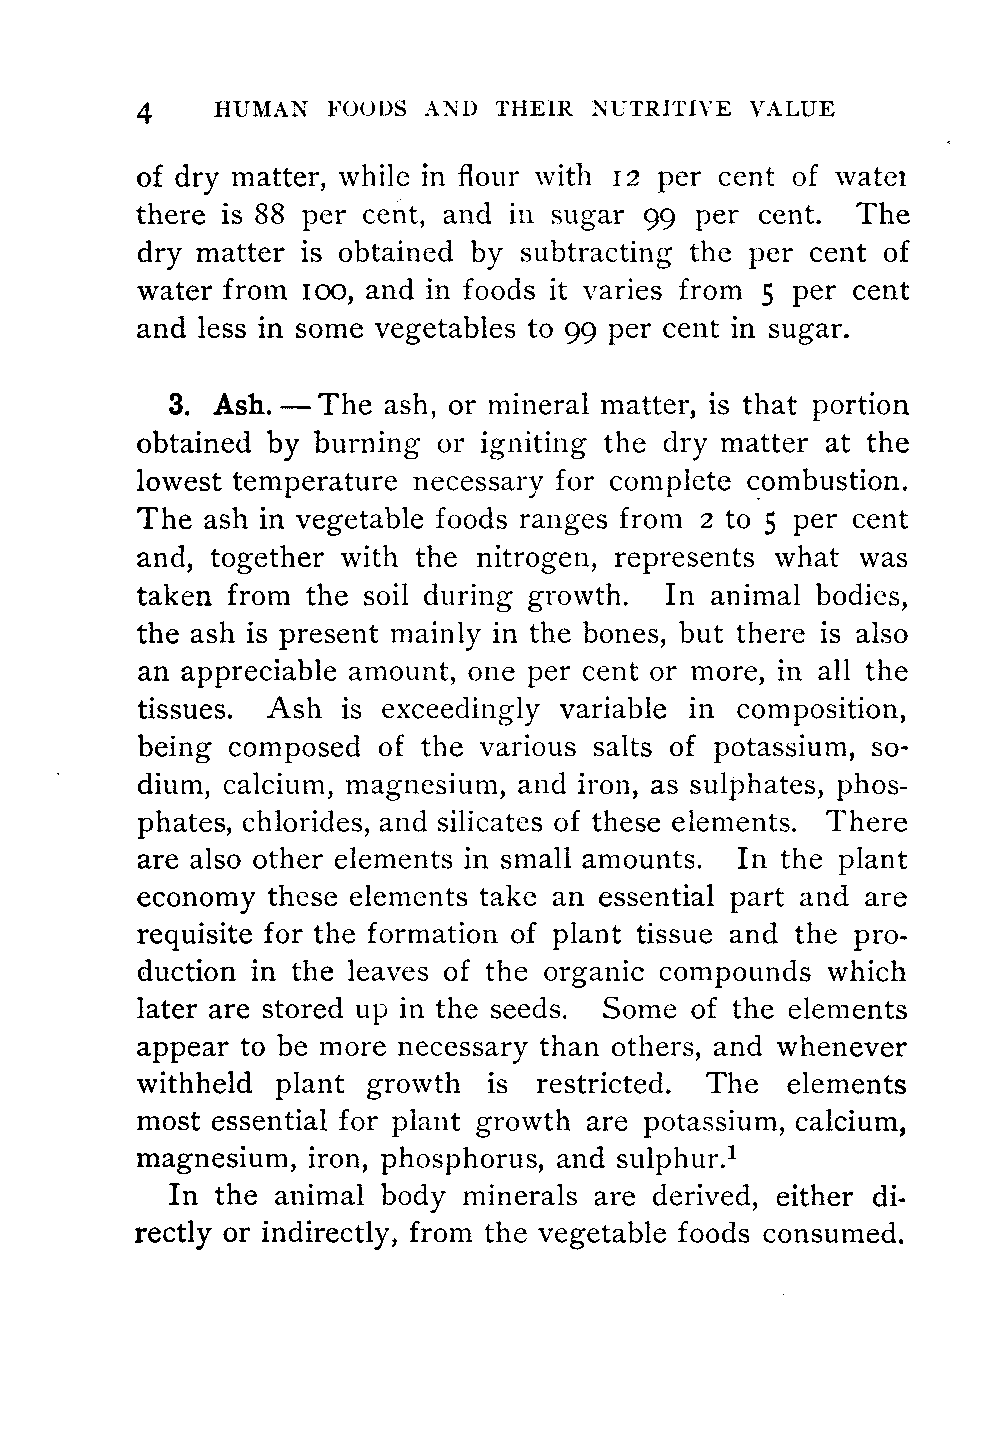 4 HUMAN FOODS AND THEIR NUTRITIVE VALUE
of dry matter, while in flour with 12 per cent of water
there is 88 per cent, and in sugar 99 per cent. The
dry matter is obtained by subtracting the per cent of
water from 100, and in foods it varies from 5 per cent
and less in some vegetables to 99 per cent in sugar.
3. Ash. — The ash, or mineral matter, is that portion
obtained by burning or igniting the dry matter at the
lowest temperature necessary for complete combustion.
The ash in vegetable foods ranges from 2 to 5 per cent
and, together with the nitrogen, represents what was
taken from the soil during growth. In animal bodies,
the ash is present mainly in the bones, but there is also
an appreciable amount, one per cent or more, in all the
tissues. Ash is exceedingly variable in composition,
being composed of the various salts of potassium, so-
dium, calcium, magnesium, and iron, as sulphates, phos-
phates, chlorides, and silicates of these elements. There
are also other elements in small amounts. In the plant
economy these elements take an essential part and are
requisite for the formation of plant tissue and the pro-
duction in the leaves of the organic compounds which
later are stored up in the seeds. Some of the elements
appear to be more necessary than others, and whenever
withheld plant growth is restricted. The elements
most essential for plant growth are potassium, calcium,
magnesium, iron, phosphorus, and sulphur.¹
In the animal body minerals are derived, either di-
rectly or indirectly, from the vegetable foods consumed.